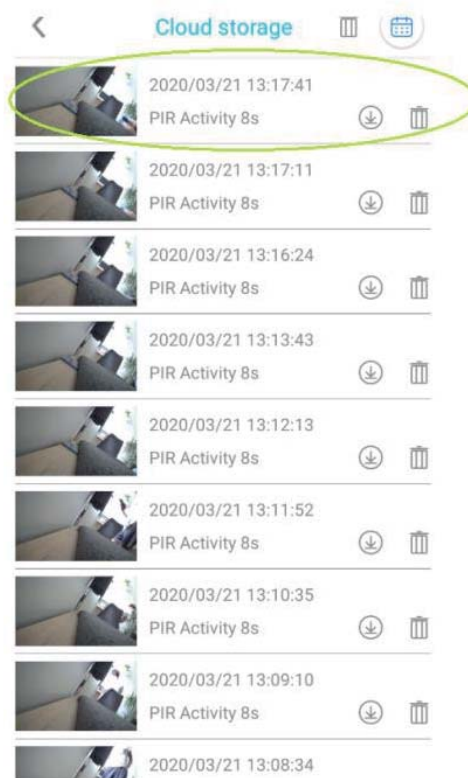 Cloud storage
2020/03/21 13:17:41
PIR Activity 8s
2020/03/21 13:17:11
PIR Activity 8s
2020/03/21 13:16:24
PIR Activity 8s
2020/03/21 13:13:43
PIR Activity 8s
2020/03/21 13:12:13
PIR Activity 8s
2020/03/21 13:11:52
PIR Activity 8s
2020/03/21 13:10:35
PIR Activity 8s
2020/03/21 13:09:10
PIR Activity 8s
2020/03/21 13:08:34